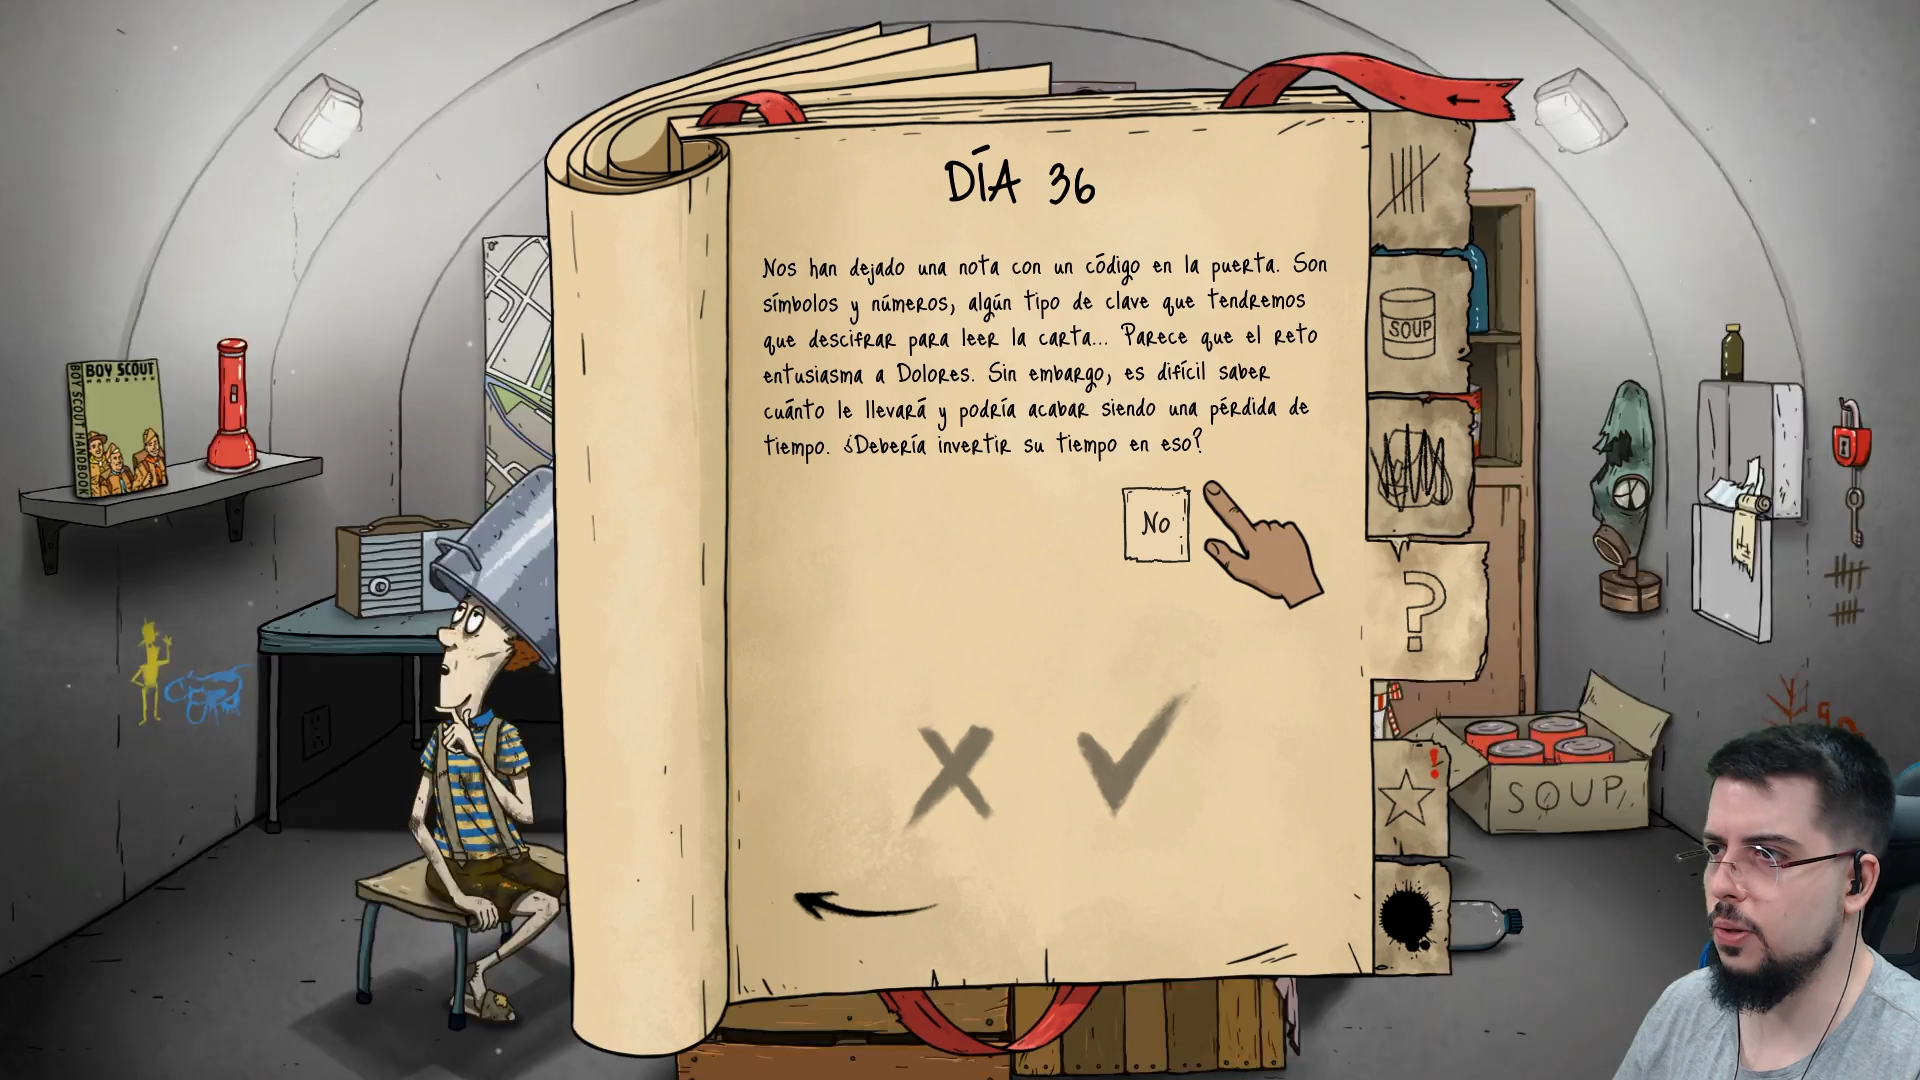 DÍA 36
Nos han dejado una nota con un código en la puerta. Son
símbolos y números, algún tipo de clave que tendremos
que descifrar para leer la carta... Parece que el reto
entusiasma a Dolores. Sin embargo, es difícil saber
cuánto le llevará y podría acabar siendo una pérdida de
tiempo. ¿Debería invertir su tiempo en eso?
No
BOY SCOUT
HANDBOOK
BOY SCOUT HANDBOOK
SOUP
?
!
SOUP